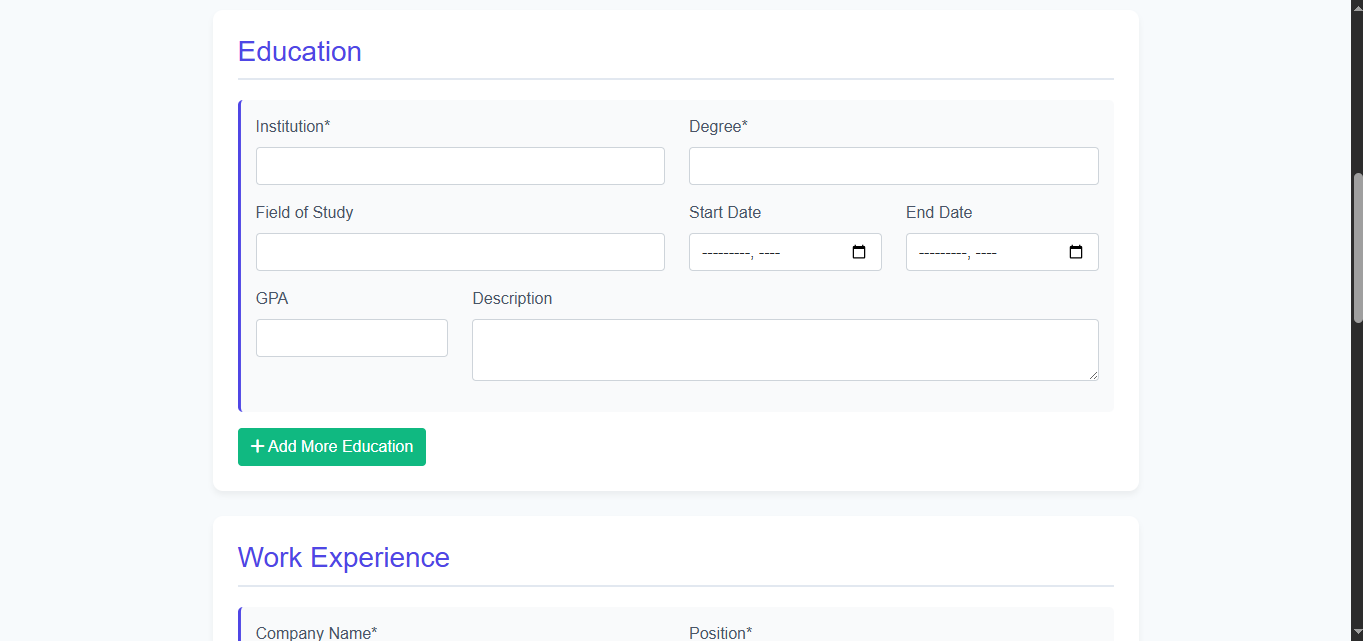 Education
Institution* Degree*
Field of Study Start Date End Date
---------, ---- ---------, ----
GPA Description
+ Add More Education
Work Experience
Company Name* Position*